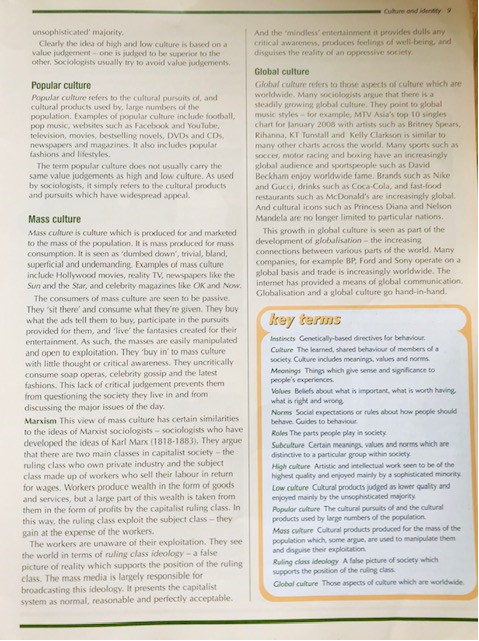 Culture and identity 9
unsophisticated' majority.
Clearly the idea of high and low culture is based on a
value judgement – one is judged to be superior to the
other. Sociologists usually try to avoid value judgements.
Popular culture
Popular culture refers to the cultural pursuits of, and
cultural products used by, large numbers of the
population. Examples of popular culture include football,
pop music, websites such as Facebook and YouTube,
television, movies, bestselling novels, DVDs and CDs,
newspapers and magazines. It also includes popular
fashions and lifestyles.
The term popular culture does not usually carry the
same value judgements as high and low culture. As used
by sociologists, it simply refers to the cultural products
and pursuits which have widespread appeal.
Mass culture
Mass culture is culture which is produced for and marketed
to the mass of the population. It is mass produced for mass
consumption. It is seen as 'dumbed down', trivial, bland,
superficial and undemanding. Examples of mass culture
include Hollywood movies, reality TV, newspapers like the
Sun and the Star, and celebrity magazines like OK and Now.
The consumers of mass culture are seen to be passive.
They 'sit there' and consume what they're given. They buy
what the ads tell them to buy, participate in the pursuits
provided for them, and 'live' the fantasies created for their
entertainment. As such, the masses are easily manipulated
and open to exploitation. They 'buy in' to mass culture
with little thought or critical awareness. They uncritically
consume soap operas, celebrity gossip and the latest
fashions. This lack of critical judgement prevents them
from questioning the society they live in and from
discussing the major issues of the day.
Marxism This view of mass culture has certain similarities
to the ideas of Marxist sociologists – sociologists who have
developed the ideas of Karl Marx (1818-1883). They argue
that there are two main classes in capitalist society – the
ruling class who own private industry and the subject
class made up of workers who sell their labour in return
for wages. Workers produce wealth in the form of goods
and services, but a large part of this wealth is taken from
them in the form of profits by the capitalist ruling class. In
this way, the ruling class exploit the subject class – they
gain at the expense of the workers.
The workers are unaware of their exploitation. They see
the world in terms of ruling class ideology – a false
picture of reality which supports the position of the ruling
class. The mass media is largely responsible for
broadcasting this ideology. It presents the capitalist
system as normal, reasonable and perfectly acceptable.
And the 'mindless' entertainment it provides dulls any
critical awareness, produces feelings of well-being, and
disguises the reality of an oppressive society.
Global culture
Global culture refers to those aspects of culture which are
worldwide. Many sociologists argue that there is a
steadily growing global culture. They point to global
music styles – for example, MTV Asia's top 10 singles
chart for January 2008 with artists such as Britney Spears,
Rihanna, KT Tunstall and Kelly Clarkson is similar to
many other charts across the world. Many sports such as
soccer, motor racing and boxing have an increasingly
global audience and sportspeople such as David
Beckham enjoy worldwide fame. Brands such as Nike
and Gucci, drinks such as Coca-Cola, and fast-food
restaurants such as McDonald's are increasingly global.
And cultural icons such as Princess Diana and Nelson
Mandela are no longer limited to particular nations.
This growth in global culture is seen as part of the
development of globalisation – the increasing
connections between various parts of the world. Many
companies, for example BP, Ford and Sony operate on a
global basis and trade is increasingly worldwide. The
internet has provided a means of global communication.
Globalisation and a global culture go hand-in-hand.
key terms
Instincts Genetically-based directives for behaviour.
Culture The learned, shared behaviour of members of a
society. Culture includes meanings, values and norms.
Meanings Things which give sense and significance to
people's experiences.
Values Beliefs about what is important, what is worth having,
what is right and wrong.
Norms Social expectations or rules about how people should
behave. Guides to behaviour.
Roles The parts people play in society.
Subculture Certain meanings, values and norms which are
distinctive to a particular group within society.
High culture Artistic and intellectual work seen to be of the
highest quality and enjoyed mainly by a sophisticated minority.
Low culture Cultural products judged as lower quality and
enjoyed mainly by the unsophisticated majority.
Popular culture The cultural pursuits of and the cultural
products used by large numbers of the population.
Mass culture Cultural products produced for the mass of the
population which, some argue, are used to manipulate them
and disguise their exploitation.
Ruling class ideology A false picture of society which
supports the position of the ruling class.
Global culture Those aspects of culture which are worldwide.